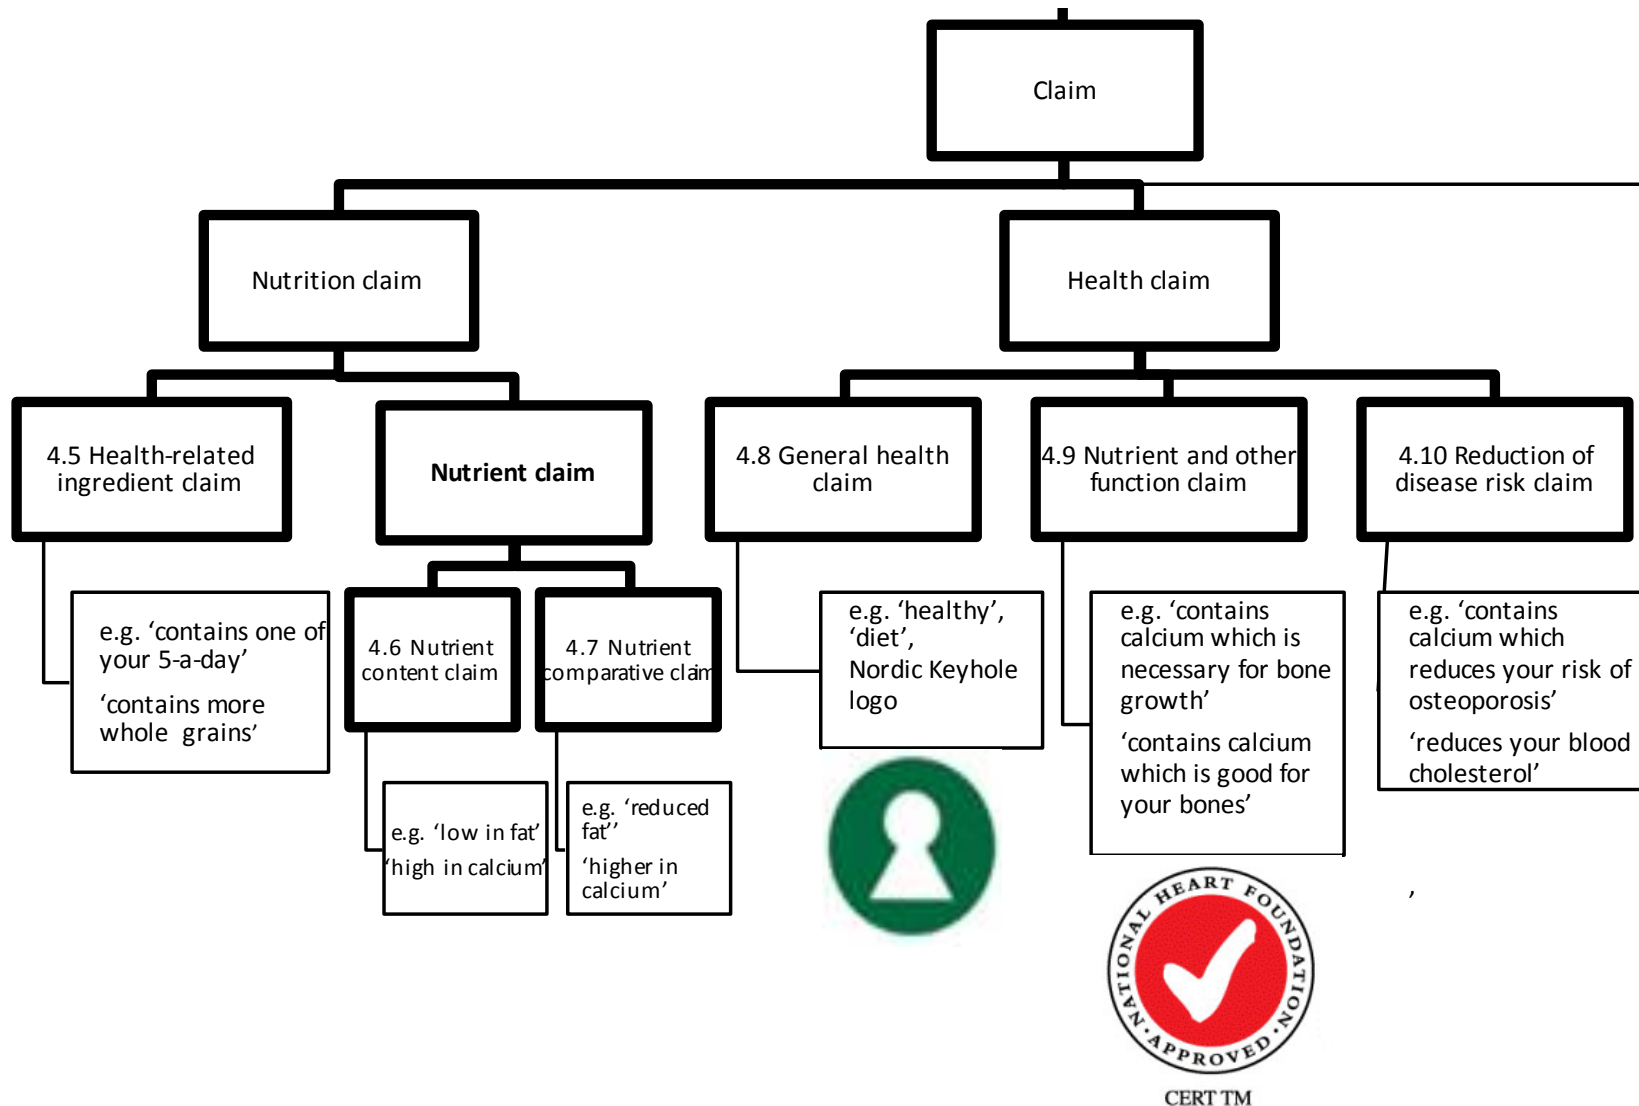 Claim
Nutrition claim
Health claim
4.5 Health-related
ingredient claim
Nutrient claim
4.8 General health
claim
4.9 Nutrient and other
function claim
4.10 Reduction of
disease risk claim
e.g. ‘contains one of
your 5-a-day’
‘contains more
whole grains’
4.6 Nutrient
content claim
4.7 Nutrient
comparative claim
e.g. ‘low in fat’
‘high in calcium’
e.g. ‘reduced
fat’’
‘higher in
calcium’
e.g. ‘healthy’,
‘diet’,
Nordic Keyhole
logo
e.g. ‘contains
calcium which is
necessary for bone
growth’
‘contains calcium
which is good for
your bones’
e.g. ‘contains
calcium which
reduces your risk of
osteoporosis’
‘reduces your blood
cholesterol’
,
NATIONAL HEART FOUNDATION
· APPROVED ·
CERT TM